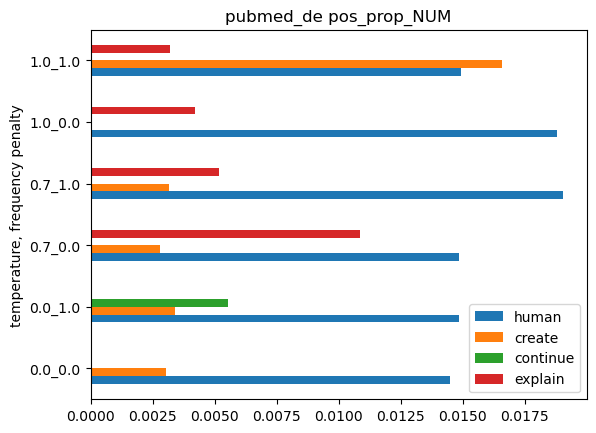 pubmed_de pos_prop_NUM
temperature, frequency penalty
1.0_1.0
1.0_0.0
0.7_1.0
0.7_0.0
0.0_1.0
0.0_0.0
human
create
continue
explain
0.0000 0.0025 0.0050 0.0075 0.0100 0.0125 0.0150 0.0175